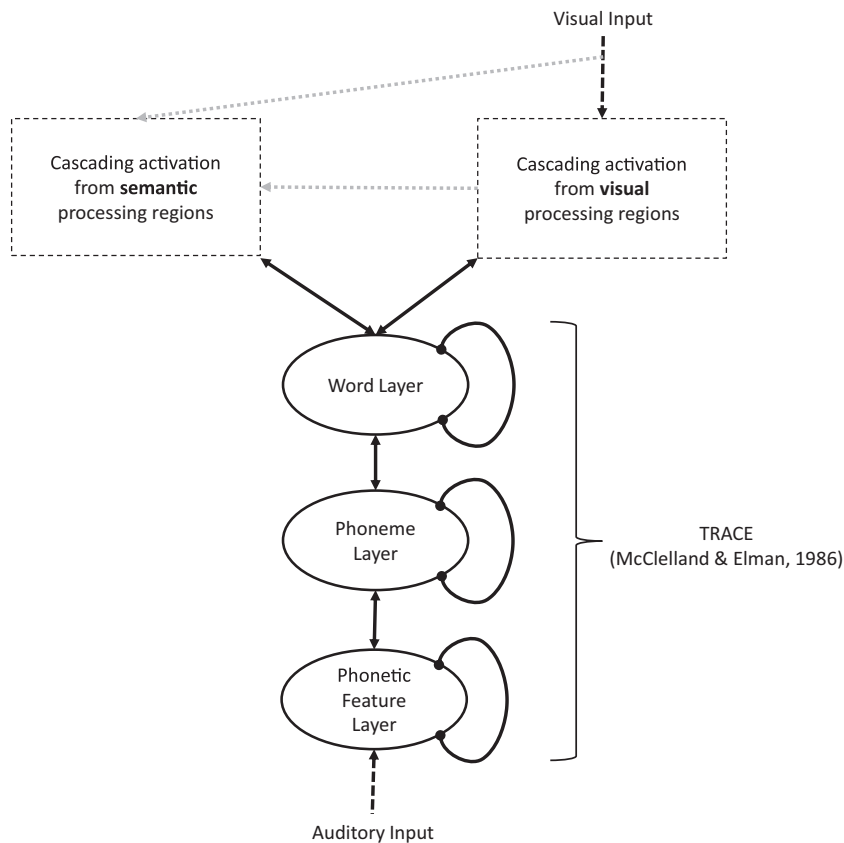 Visual Input
Cascading activation
from semantic
processing regions
Cascading activation
from visual
processing regions
Word Layer
Phoneme
Layer
TRACE
(McClelland & Elman, 1986)
Phonetic
Feature
Layer
Auditory Input